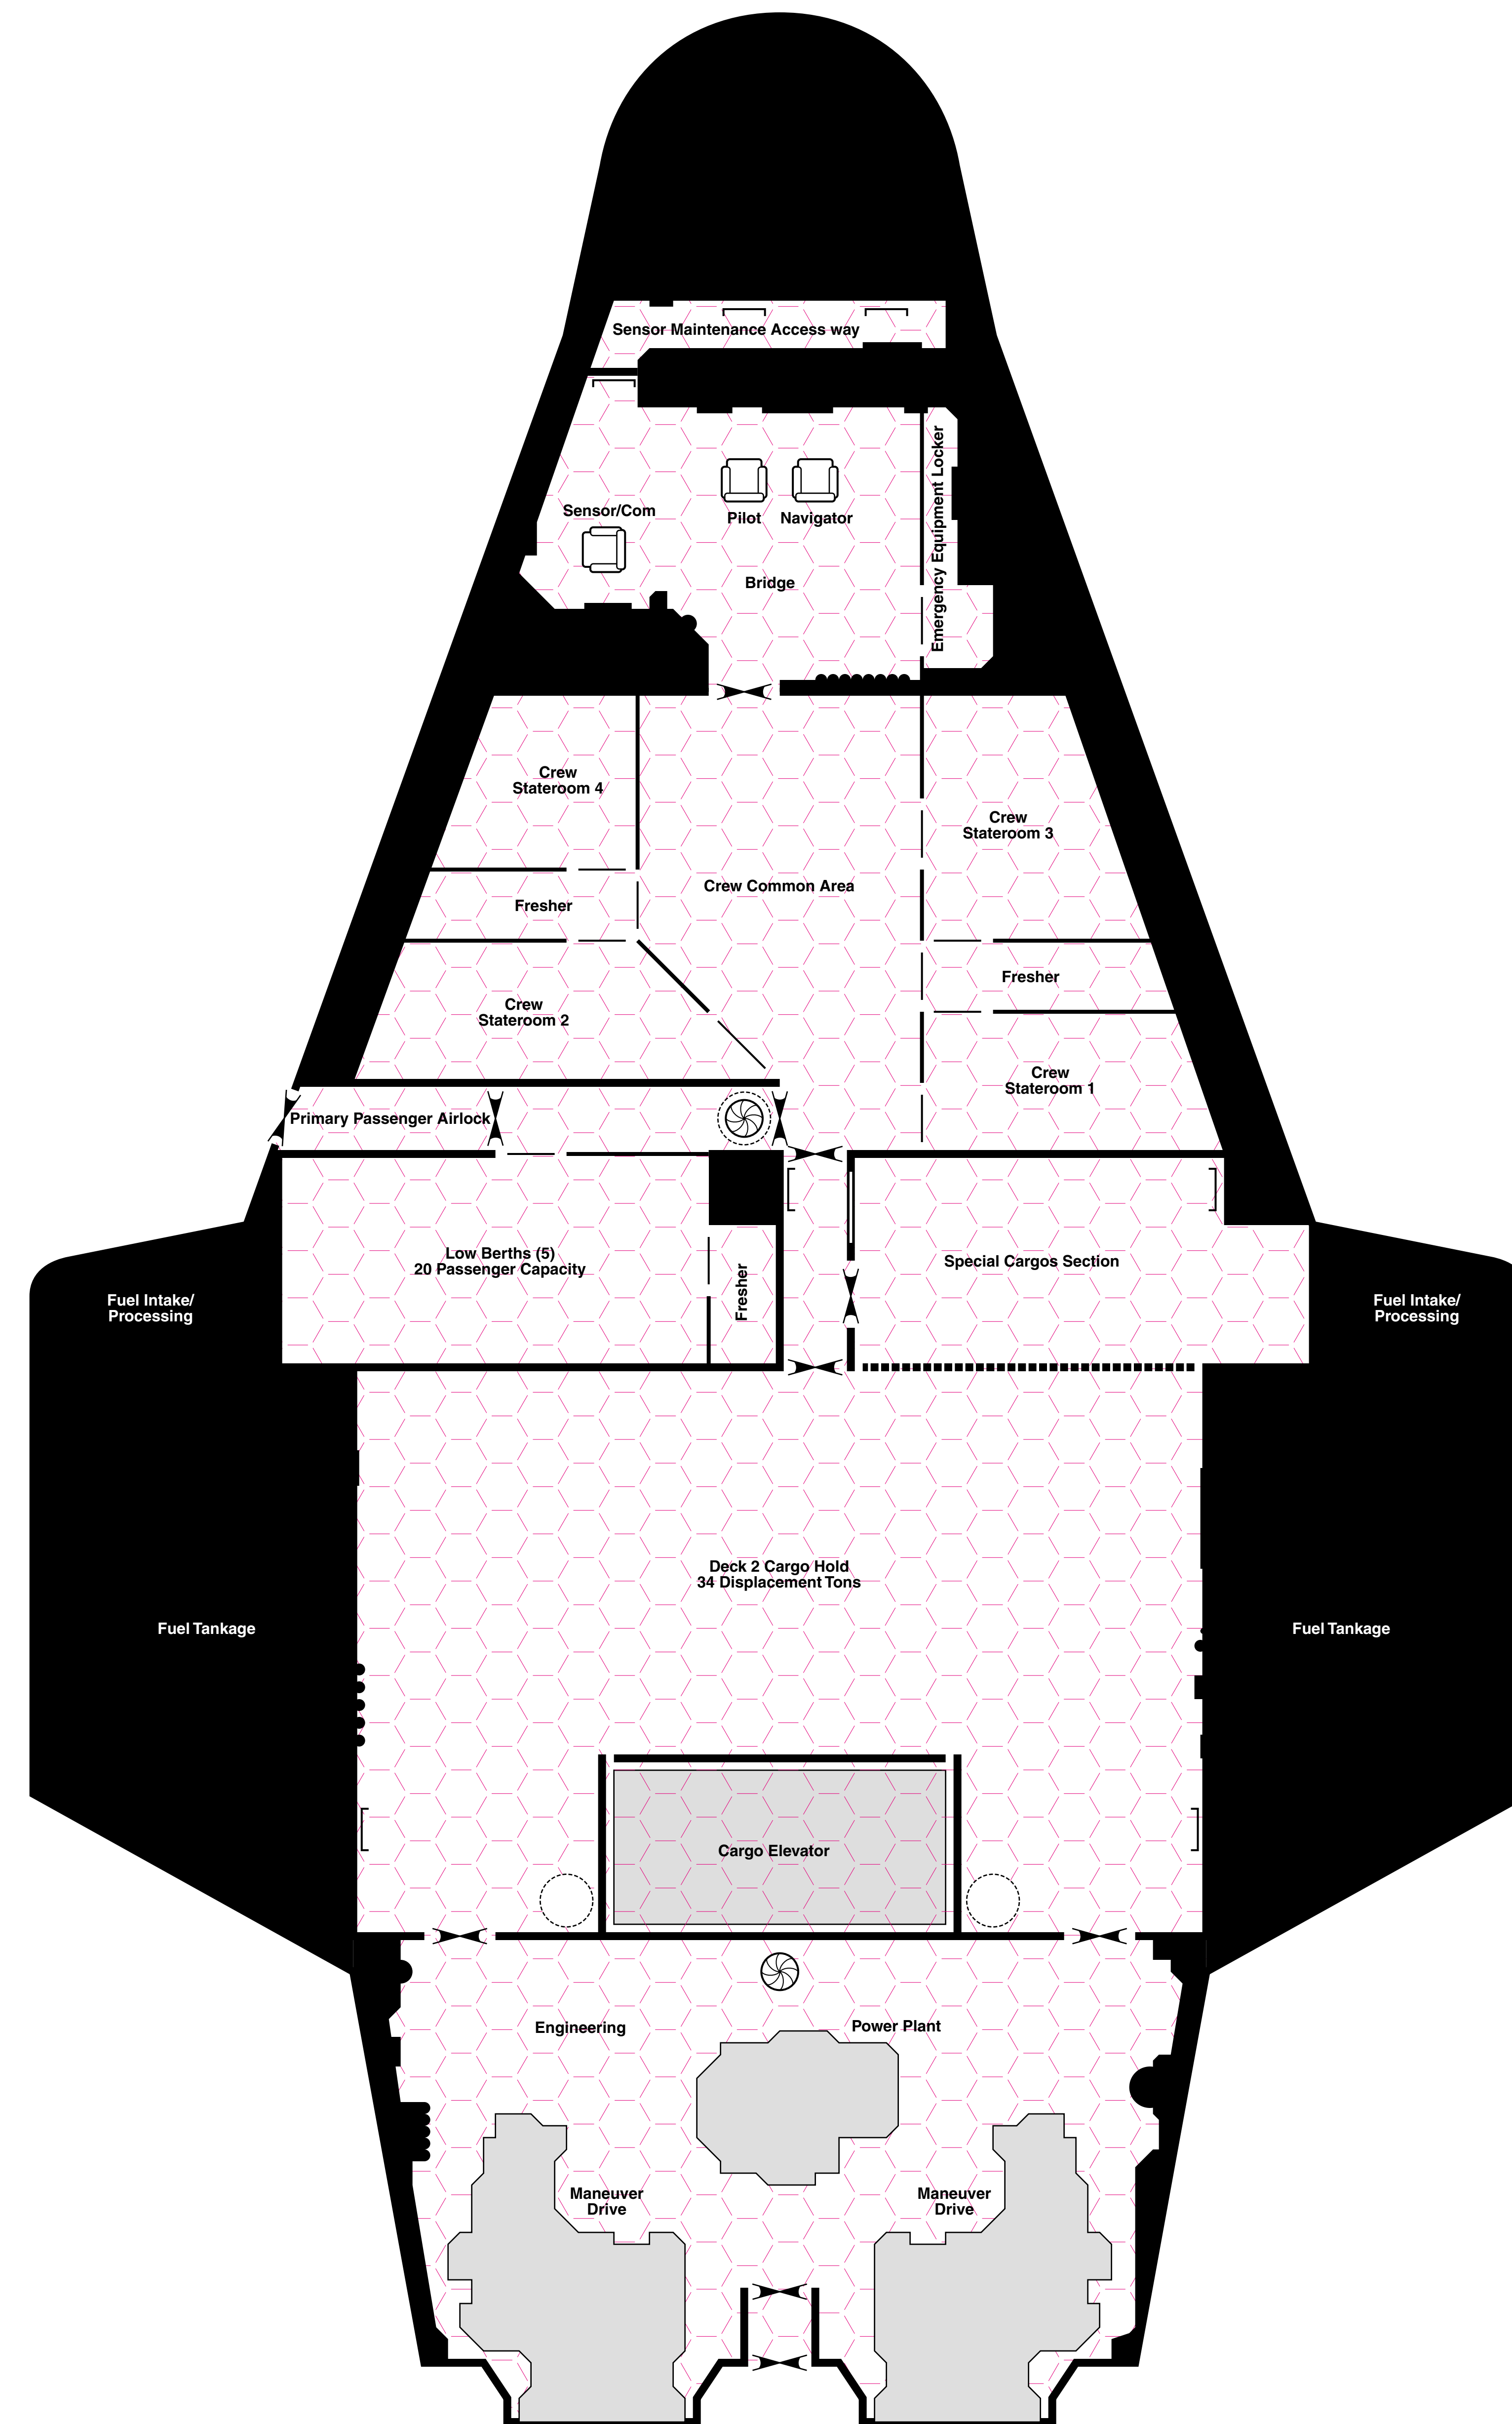 Sensor Maintenance Access way
Emergency Equipment Locker
Sensor/Com
Pilot
Navigator
Bridge
Crew
Stateroom 4
Crew
Stateroom 3
Crew Common Area
Fresher
Fresher
Crew
Stateroom 2
Crew
Stateroom 1
Primary Passenger Airlock
Low Berths (5)
20 Passenger Capacity
Fresher
Special Cargos Section
Fuel Intake/
Processing
Fuel Intake/
Processing
Deck 2 Cargo Hold
34 Displacement Tons
Fuel Tankage
Fuel Tankage
Cargo Elevator
Engineering
Power Plant
Maneuver
Drive
Maneuver
Drive